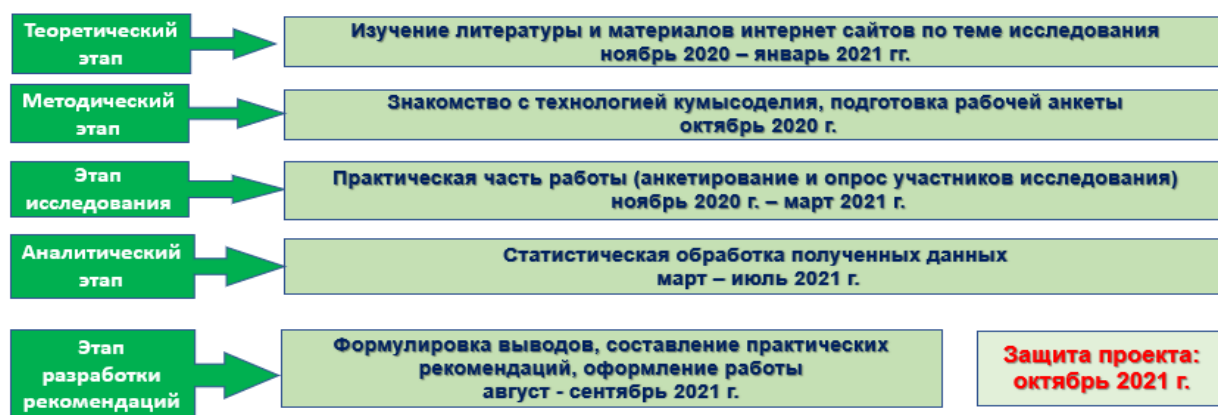 Теоретический
этап
Изучение литературы и материалов интернет сайтов по теме исследования
ноябрь 2020 – январь 2021 гг.
Методический
этап
Знакомство с технологией кумысоделия, подготовка рабочей анкеты
октябрь 2020 г.
Этап
исследования
Практическая часть работы (анкетирование и опрос участников исследования)
ноябрь 2020 г. – март 2021 г.
Аналитический
этап
Статистическая обработка полученных данных
март – июль 2021 г.
Этап
разработки
рекомендаций
Формулировка выводов, составление практических
рекомендаций, оформление работы
август - сентябрь 2021 г.
Защита проекта:
октябрь 2021 г.